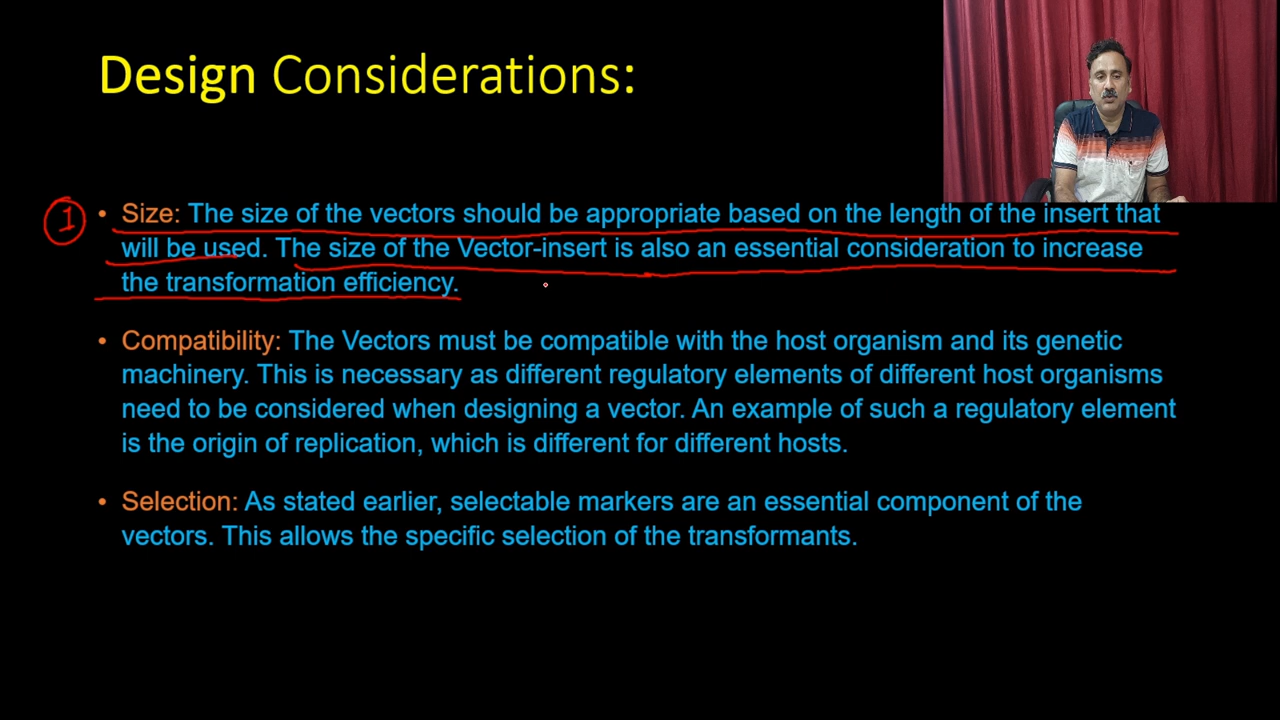 Design Considerations:
1
• Size: The size of the vectors should be appropriate based on the length of the insert that
will be used. The size of the Vector-insert is also an essential consideration to increase
the transformation efficiency.
• Compatibility: The Vectors must be compatible with the host organism and its genetic
machinery. This is necessary as different regulatory elements of different host organisms
need to be considered when designing a vector. An example of such a regulatory element
is the origin of replication, which is different for different hosts.
• Selection: As stated earlier, selectable markers are an essential component of the
vectors. This allows the specific selection of the transformants.